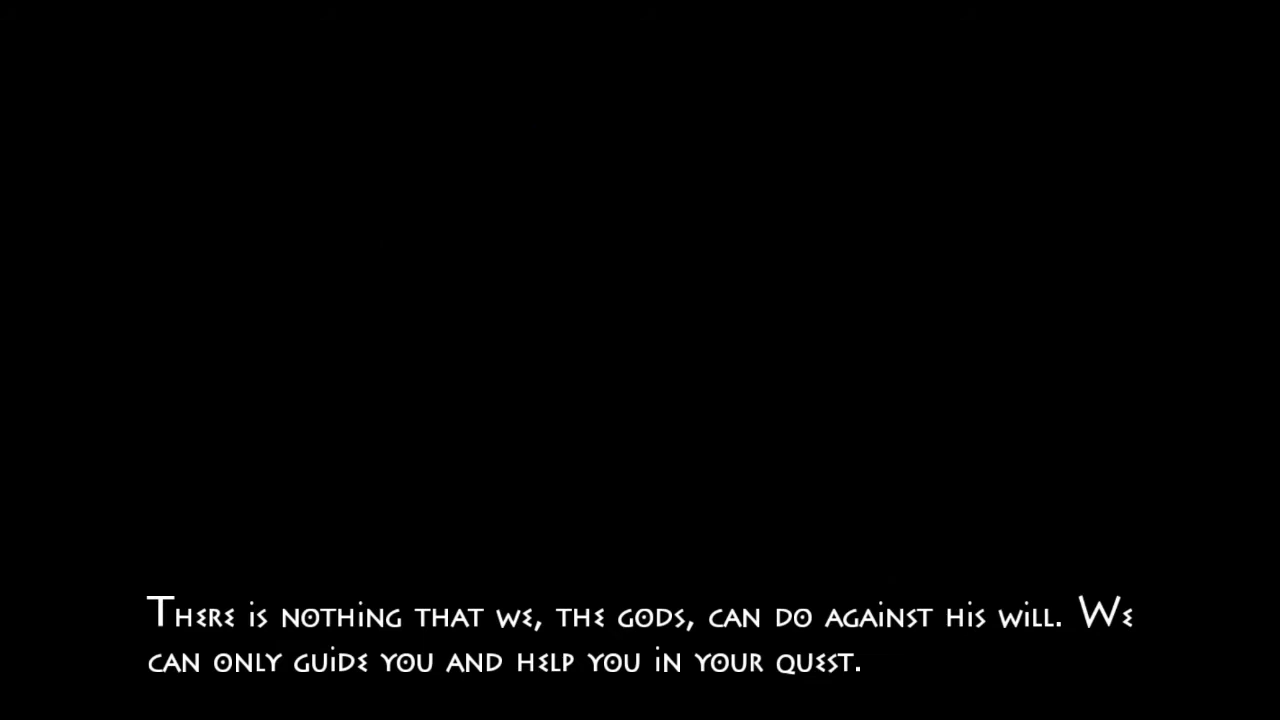 There is nothing that we, the gods, can do against his will. We
can only guide you and help you in your quest.